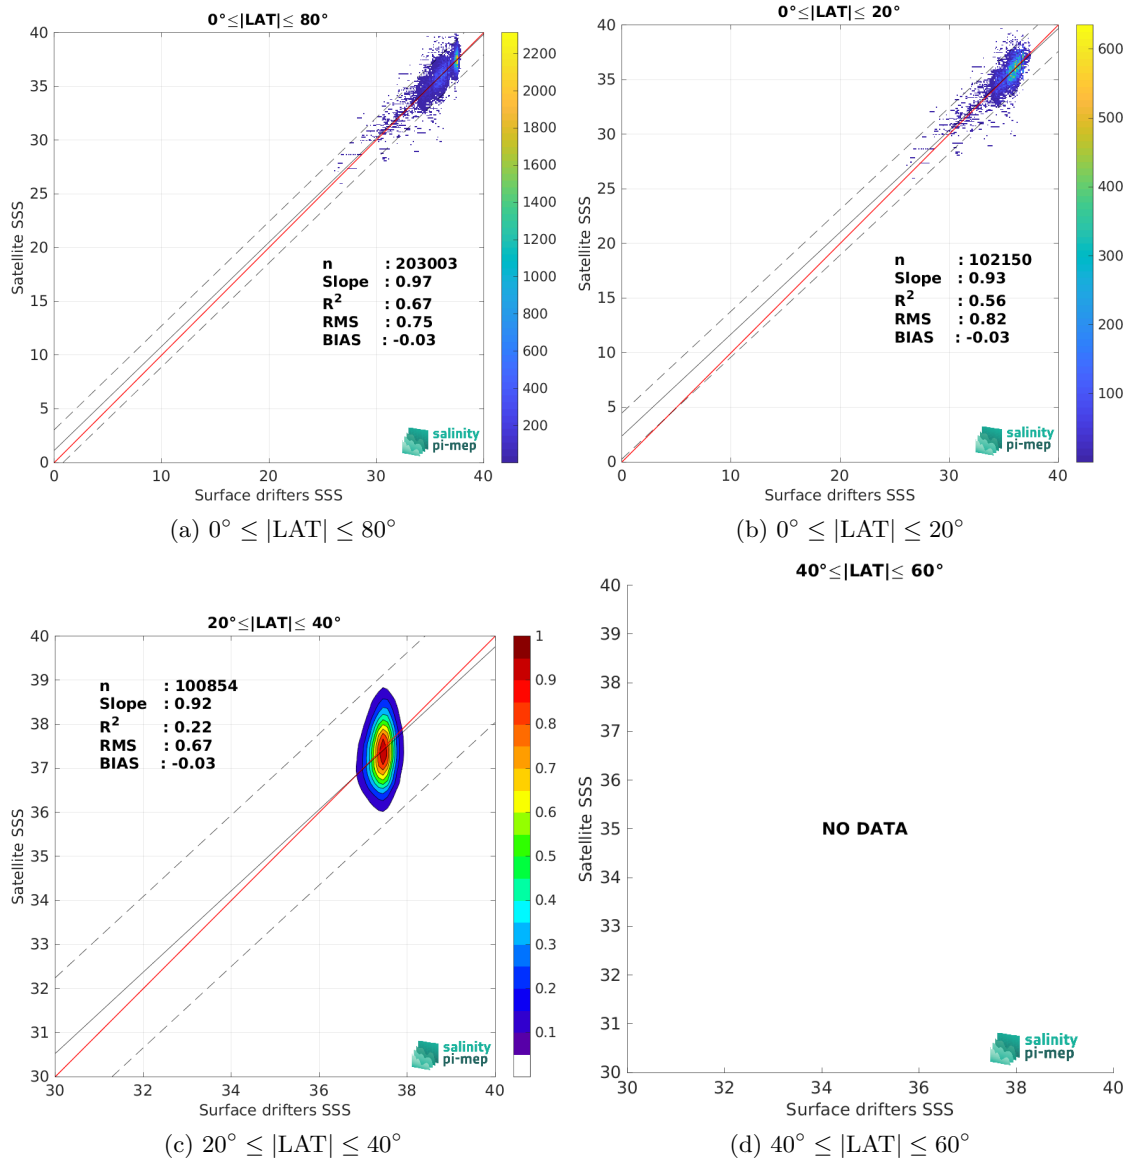 0°≤|LAT|≤ 80°
40
35
30
25
20
15
10
5
0
Satellite SSS
n : 203003
Slope : 0.97
R²  : 0.67
RMS : 0.75
BIAS : -0.03
salinity
pi-mep
0 10 20 30 40
Surface drifters SSS
2200
2000
1800
1600
1400
1200
1000
800
600
400
200
(a) 0° ≤ |LAT| ≤ 80°
0°≤|LAT|≤ 20°
40
35
30
25
20
15
10
5
0
Satellite SSS
n : 102150
Slope : 0.93
R² : 0.56
RMS : 0.82
BIAS : -0.03
salinity
pi-mep
0 10 20 30 40
Surface drifters SSS
600
500
400
300
200
100
(b) 0° ≤ |LAT| ≤ 20°
20°≤|LAT|≤ 40°
40
39
38
37
36
35
34
33
32
31
30
Satellite SSS
n : 100854
Slope : 0.92
R² : 0.22
RMS : 0.67
BIAS : -0.03
salinity
pi-mep
30 32 34 36 38 40
Surface drifters SSS
1
0.9
0.8
0.7
0.6
0.5
0.4
0.3
0.2
0.1
(c) 20° ≤ |LAT| ≤ 40°
40°≤|LAT|≤ 60°
40
39
38
37
36
35
34
33
32
31
30
Satellite SSS
NO DATA
salinity
pi-mep
30 32 34 36 38 40
Surface drifters SSS
(d) 40° ≤ |LAT| ≤ 60°